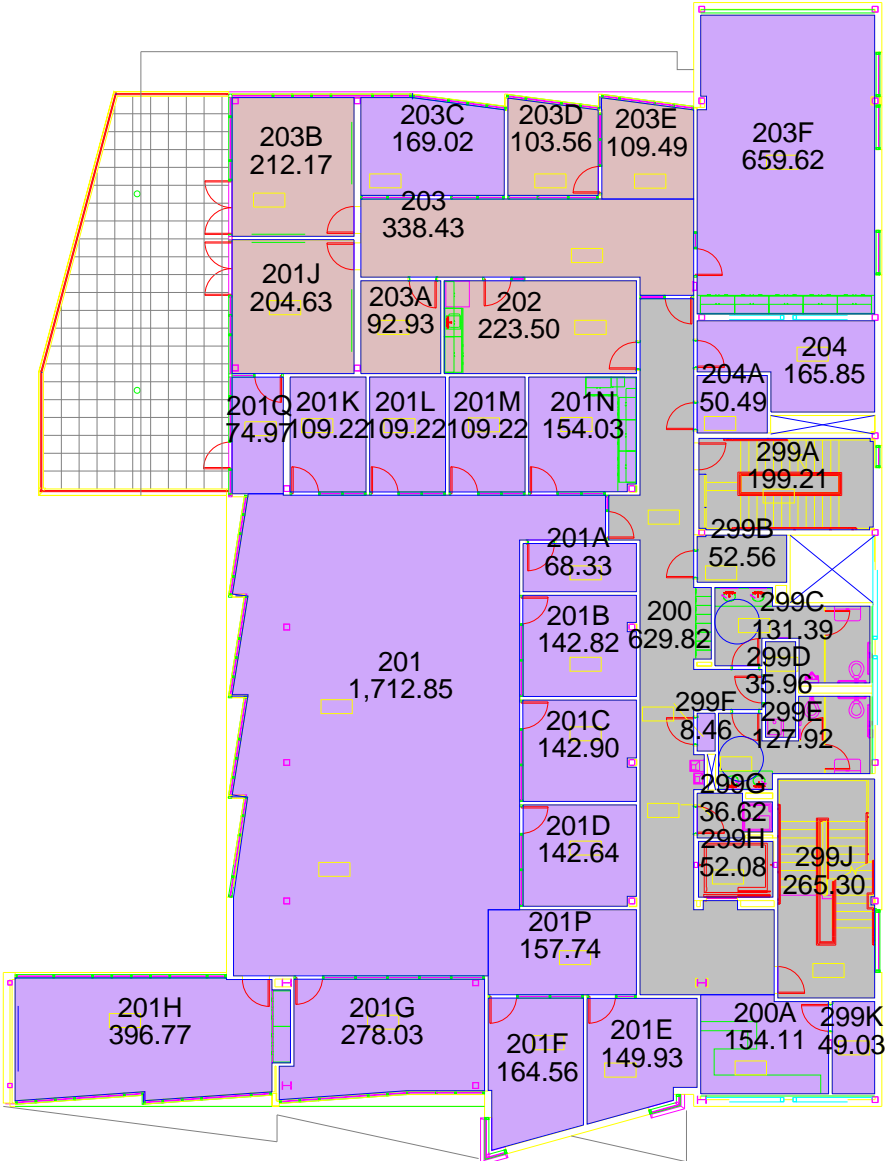 203B
212.17
203C
169.02
203D
103.56
203E
109.49
203F
659.62
203
338.43
201J
204.63
203A
92.93
202
223.50
204
165.85
204A
50.49
201Q
74.97
201K
109.22
201L
109.22
201M
109.22
201N
154.03
299A
199.21
299B
52.56
201A
68.33
201B
142.82
200
629.82
299C
131.39
299D
35.96
201
1,712.85
201C
142.90
299F
8.46
299E
127.92
201D
142.64
299G
36.62
299H
52.08
299J
265.30
201P
157.74
201H
396.77
201G
278.03
201F
164.56
201E
149.93
200A
154.11
299K
49.03